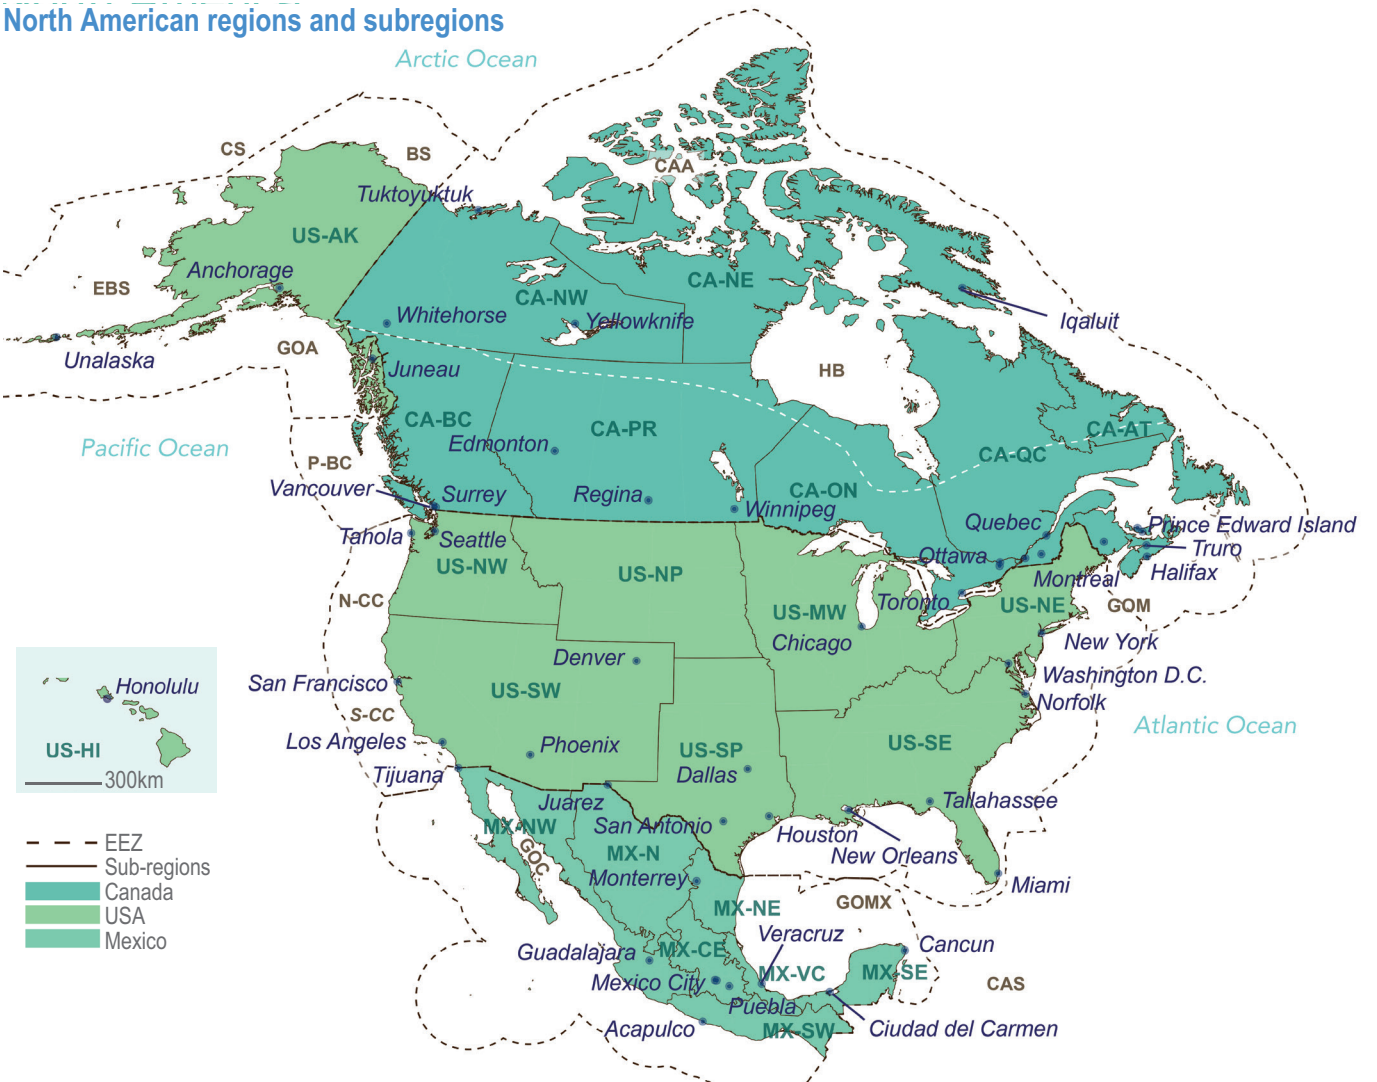 North American regions and subregions
Arctic Ocean
CS
BS
CAA
Tuktoyuktuk
US-AK
Anchorage
EBS
CA-NE
CA-NW
Whitehorse
Yellowknife
Iqaluit
Unalaska
GOA
Juneau
HB
CA-BC
CA-PR
CA-AT
Pacific Ocean
Edmonton
CA-QC
P-BC
Vancouver
Surrey
Regina
CA-ON
Winnipeg
Quebec
Prince Edward Island
Tahola
Seattle
Ottawa
Truro
US-NW
US-NP
Montreal
Halifax
N-CC
US-MW
Toronto
US-NE
GOM
Chicago
New York
Denver
Washington D.C.
San Francisco
US-SW
Norfolk
Honolulu
S-CC
Atlantic Ocean
US-HI
Los Angeles
Phoenix
US-SP
US-SE
300km
Tijuana
Dallas
Juarez
Tallahassee
MX-NW
San Antonio
Houston
GOC
MX-N
New Orleans
Monterrey
Miami
EEZ
Sub-regions
Canada
USA
Mexico
MX-NE
GOMX
Veracruz
Guadalajara
MX-CE
Cancun
Mexico City
MX-VC
MX-SE
CAS
Puebla
Acapulco
MX-SW
Ciudad del Carmen